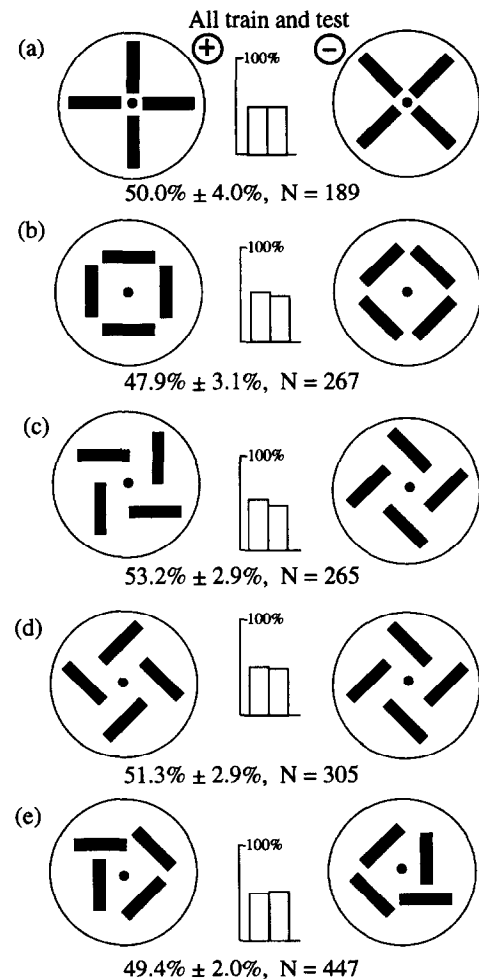 All train and test
(a) + 100% −
50.0% ± 4.0%, N = 189
(b) 100%
47.9% ± 3.1%, N = 267
(c) 100%
53.2% ± 2.9%, N = 265
(d) 100%
51.3% ± 2.9%, N = 305
(e) 100%
49.4% ± 2.0%, N = 447